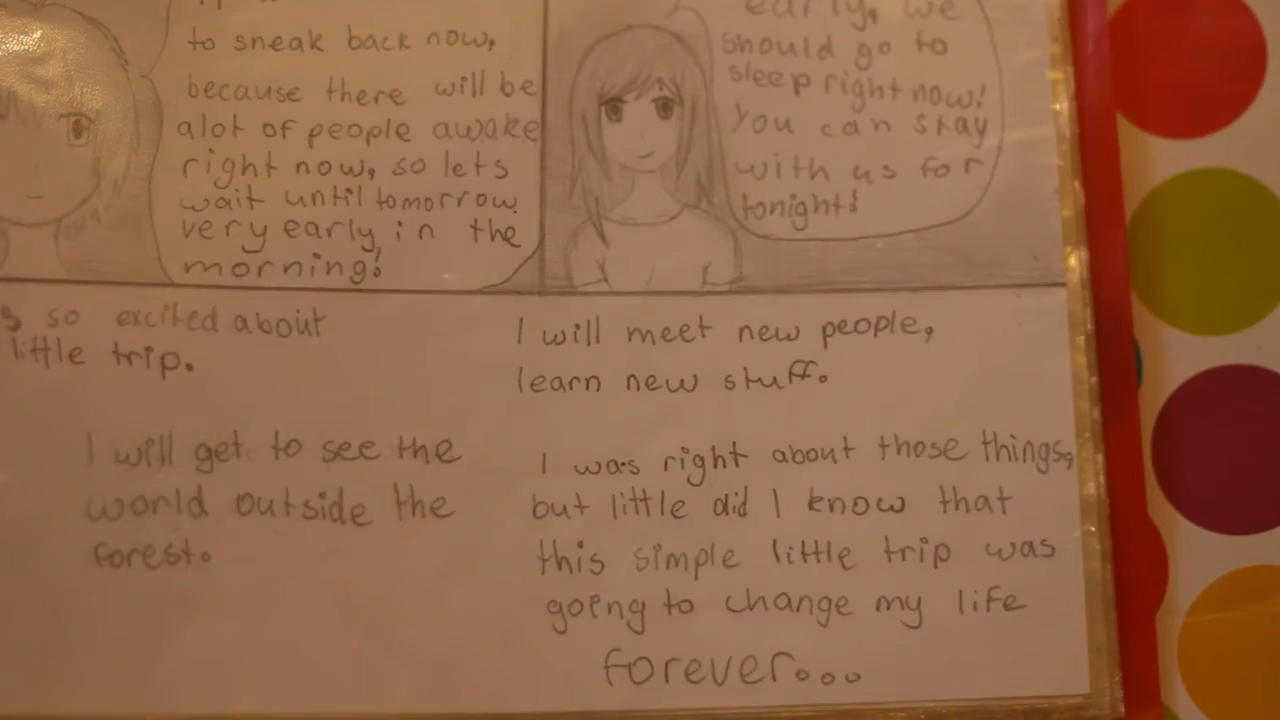 to sneak back now,
because there will be
alot of people awake
right now, so lets
wait until tomorrow
very early, in the
morning!
early, we
should go to
sleep right now!
You can stay
with us for
tonight!
so excited about
little trip.
I will get to see the
world outside the
forest.
I will meet new people,
learn new stuff.
I was right about those things,
but little did I know that
this simple little trip was
going to change my life
forever...